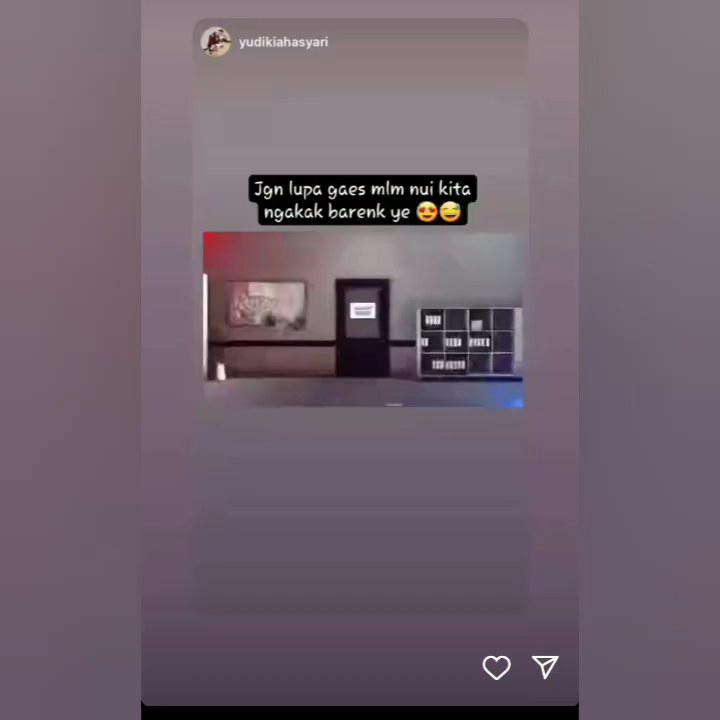 yudikiahasyari
Jgn lupa gaes mlm nui kita
ngakak barenk ye 😍😅